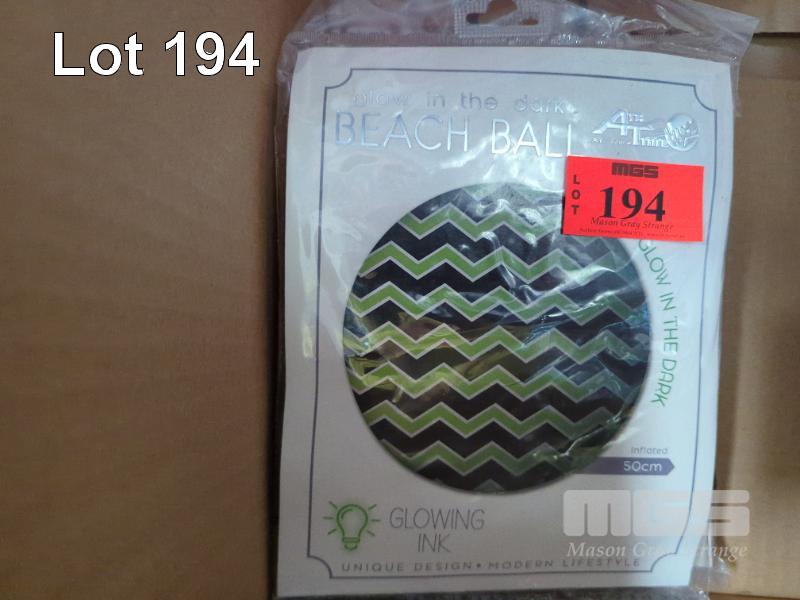 Lot 194
glow in the dark
BEACH BALL
MGS
LOT
194
Mason Gray Strange
GLOW IN THE DARK
inflated
50cm
GLOWING
INK
UNIQUE DESIGN • MODERN LIFESTYLE
MGS
Mason Gray Strange